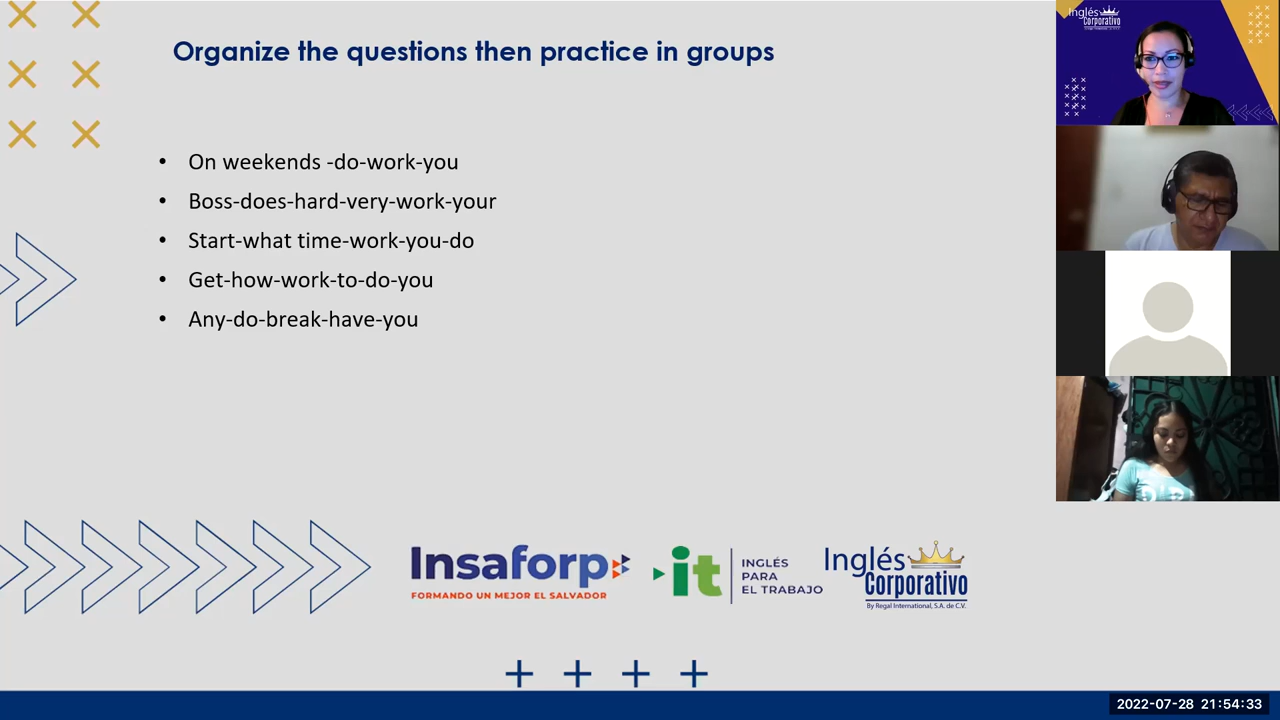 Organize the questions then practice in groups
• On weekends -do-work-you
• Boss-does-hard-very-work-your
• Start-what time-work-you-do
• Get-how-work-to-do-you
• Any-do-break-have-you
Insaforp
FORMANDO UN MEJOR EL SALVADOR
it
INGLÉS
PARA
EL TRABAJO
Inglés
Corporativo
By Regal International, S.A. de C.V.
Inglés
Corporativo
2022-07-28 21:54:33